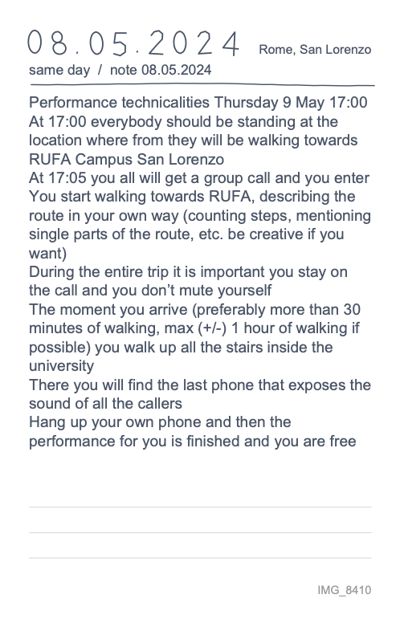 08.05.2024 Rome, San Lorenzo
same day / note 08.05.2024
Performance technicalities Thursday 9 May 17:00
At 17:00 everybody should be standing at the
location where from they will be walking towards
RUFA Campus San Lorenzo
At 17:05 you all will get a group call and you enter
You start walking towards RUFA, describing the
route in your own way (counting steps, mentioning
single parts of the route, etc. be creative if you
want)
During the entire trip it is important you stay on
the call and you don’t mute yourself
The moment you arrive (preferably more than 30
minutes of walking, max (+/-) 1 hour of walking if
possible) you walk up all the stairs inside the
university
There you will find the last phone that exposes the
sound of all the callers
Hang up your own phone and then the
performance for you is finished and you are free
IMG_8410